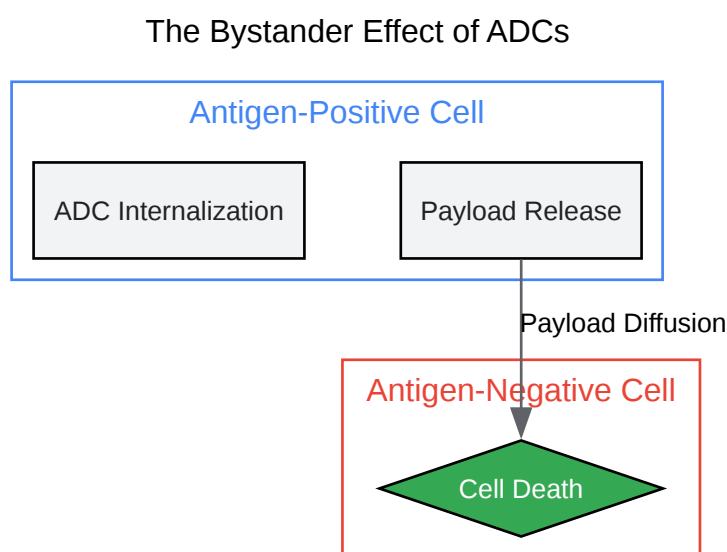 The Bystander Effect of ADCs
Antigen-Positive Cell
ADC Internalization
Payload Release
Payload Diffusion
Antigen-Negative Cell
Cell Death